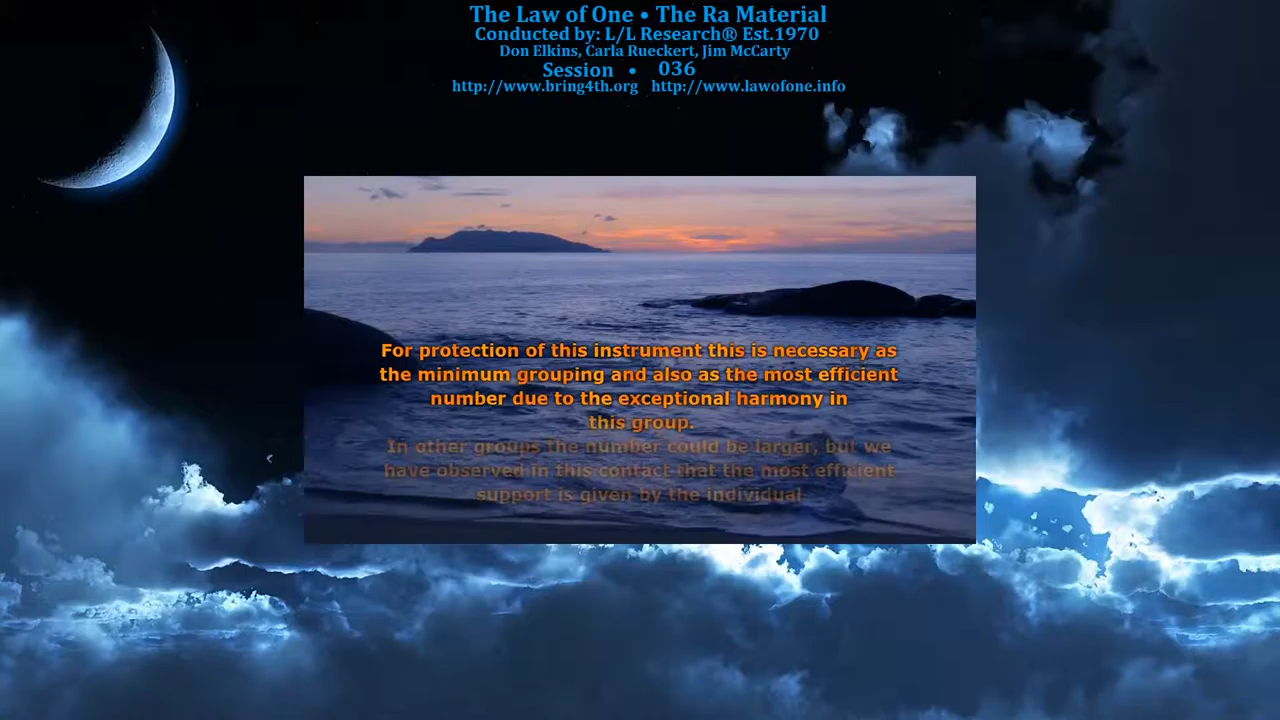 The Law of One • The Ra Material
Conducted by: L/L Research® Est.1970
Don Elkins, Carla Rueckert, Jim McCarty
Session • 036
http://www.bring4th.org http://www.lawofone.info
For protection of this instrument this is necessary as
the minimum grouping and also as the most efficient
number due to the exceptional harmony in
this group.
In other groups the number could be larger, but we
have observed in this contact that the most efficient
support is given by the individual